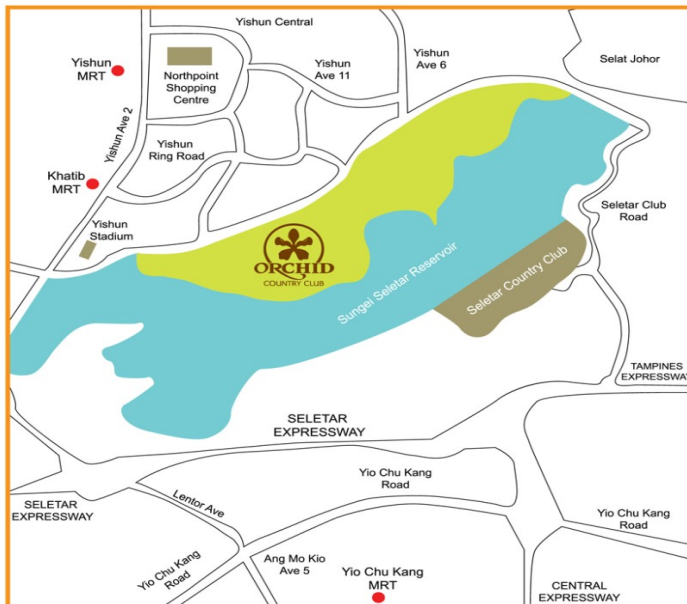 Yishun Central
Yishun
MRT
Northpoint
Shopping
Centre
Yishun
Ave 11
Yishun
Ave 6
Selat Johor
Yishun Ave 2
Yishun
Ring Road
Khatib
MRT
Yishun
Stadium
Seletar Club
Road
ORCHID
COUNTRY CLUB
Sungei Seletar Reservoir
Seletar Country Club
TAMPINES
EXPRESSWAY
SELETAR
EXPRESSWAY
Yio Chu Kang
Road
SELETAR
EXPRESSWAY
Lentor Ave
Yio Chu Kang
Road
Yio Chu Kang
Road
Ang Mo Kio
Ave 5
Yio Chu Kang
MRT
CENTRAL
EXPRESSWAY